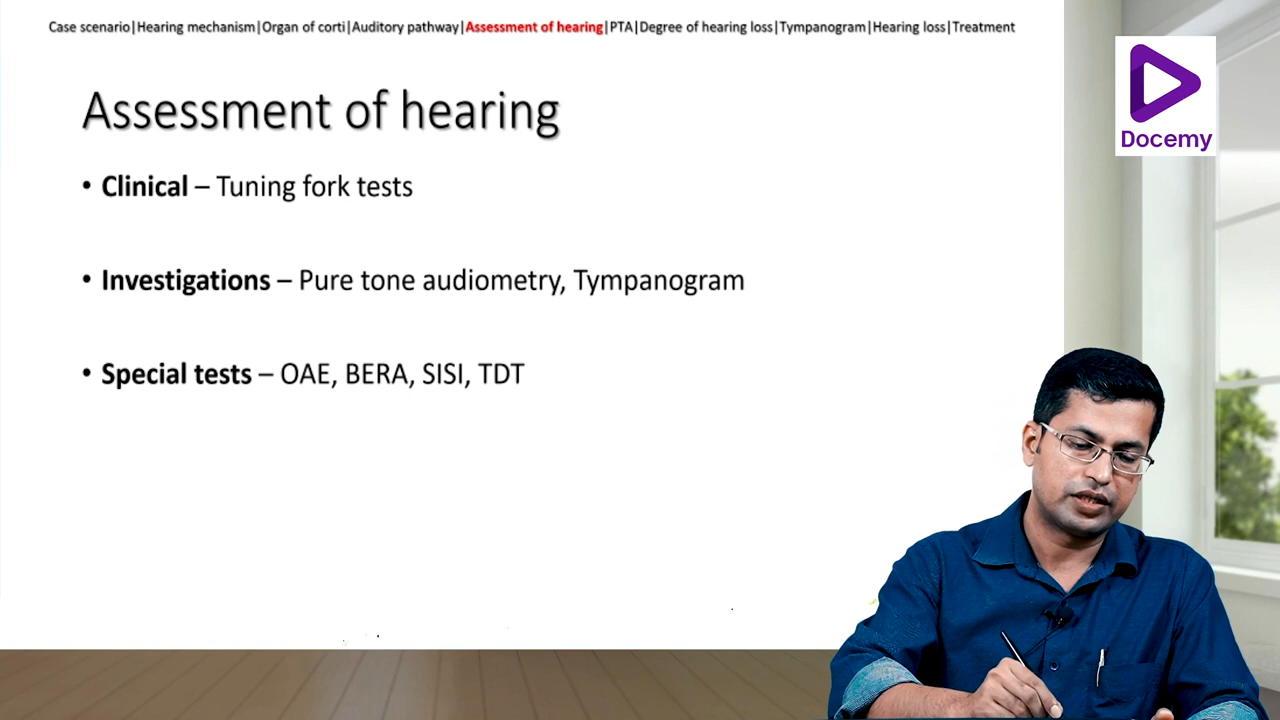 Case scenario|Hearing mechanism|Organ of corti|Auditory pathway|Assessment of hearing|PTA|Degree of hearing loss|Tympanogram|Hearing loss|Treatment
Docemy
Assessment of hearing
• Clinical – Tuning fork tests
• Investigations – Pure tone audiometry, Tympanogram
• Special tests – OAE, BERA, SISI, TDT